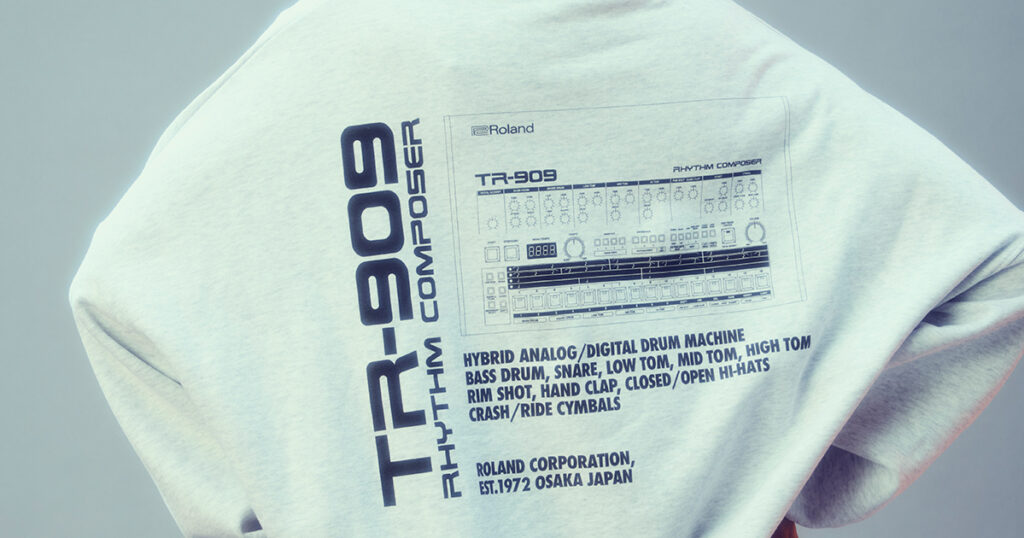 TR-909
RHYTHM COMPOSER
Roland
TR-909
RHYTHM COMPOSER
HYBRID ANALOG/DIGITAL DRUM MACHINE
BASS DRUM, SNARE, LOW TOM, MID TOM, HIGH TOM
RIM SHOT, HAND CLAP, CLOSED/OPEN HI-HATS
CRASH/RIDE CYMBALS
ROLAND CORPORATION,
EST.1972 OSAKA JAPAN